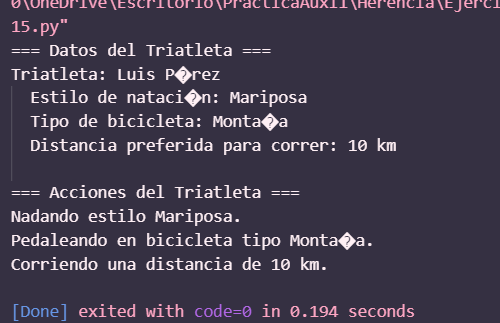 0\OneDrive\Escritorio\PracticaAuxII\Herencia\Ejerci
15.py"
=== Datos del Triatleta ===
Triatleta: Luis P�rez
Estilo de nataci�n: Mariposa
Tipo de bicicleta: Monta�a
Distancia preferida para correr: 10 km
=== Acciones del Triatleta ===
Nadando estilo Mariposa.
Pedaleando en bicicleta tipo Monta�a.
Corriendo una distancia de 10 km.
[Done] exited with code=0 in 0.194 seconds